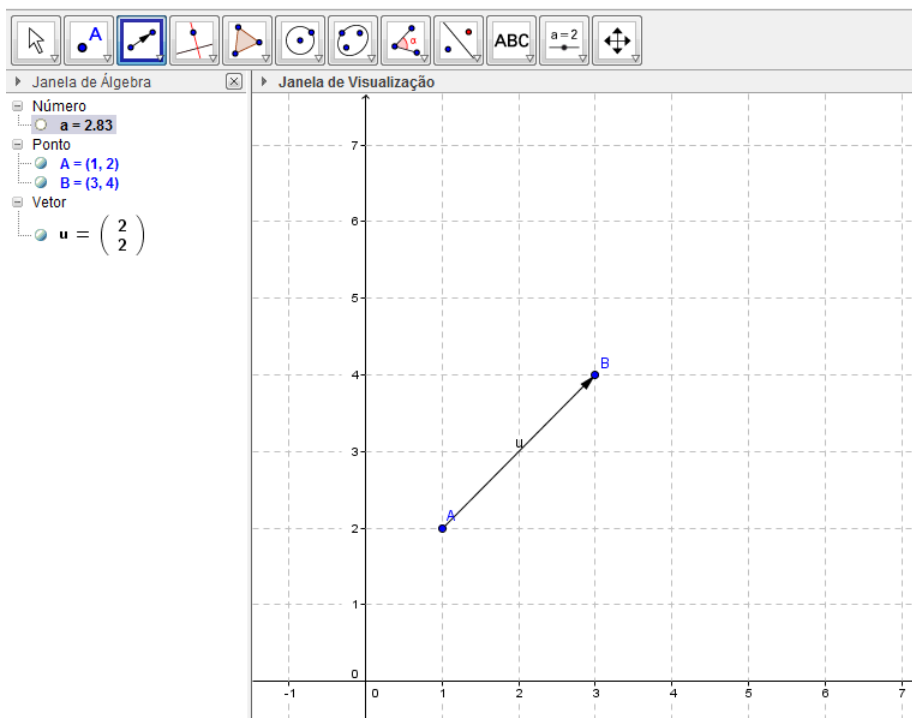 A
ABC
a=2
α
Janela de Álgebra
Janela de Visualização
Número
a = 2.83
Ponto
A = (1, 2)
B = (3, 4)
Vetor
u = ( 2
2 )
7
6
5
4
3
2
1
0
B
u
A
-1 0 1 2 3 4 5 6 7